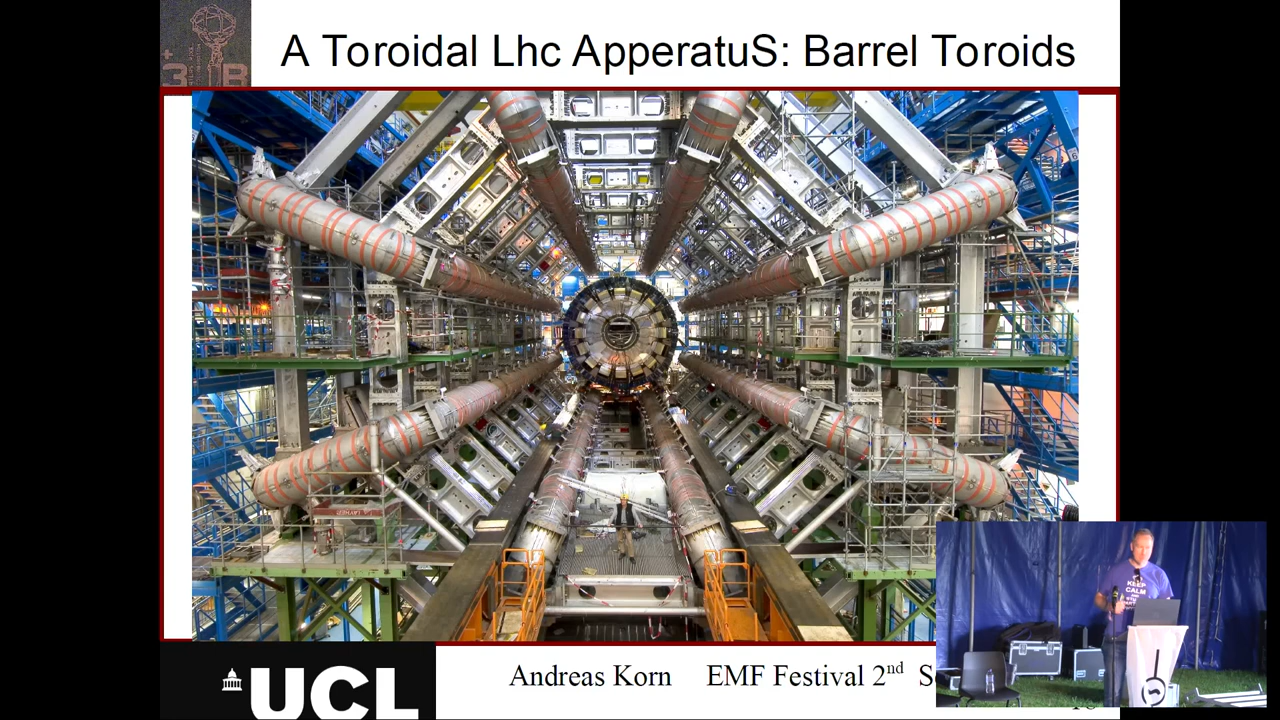 A Toroidal Lhc ApperatuS: Barrel Toroids
UCL
Andreas Korn EMF Festival 2nd
KEEP
CALM